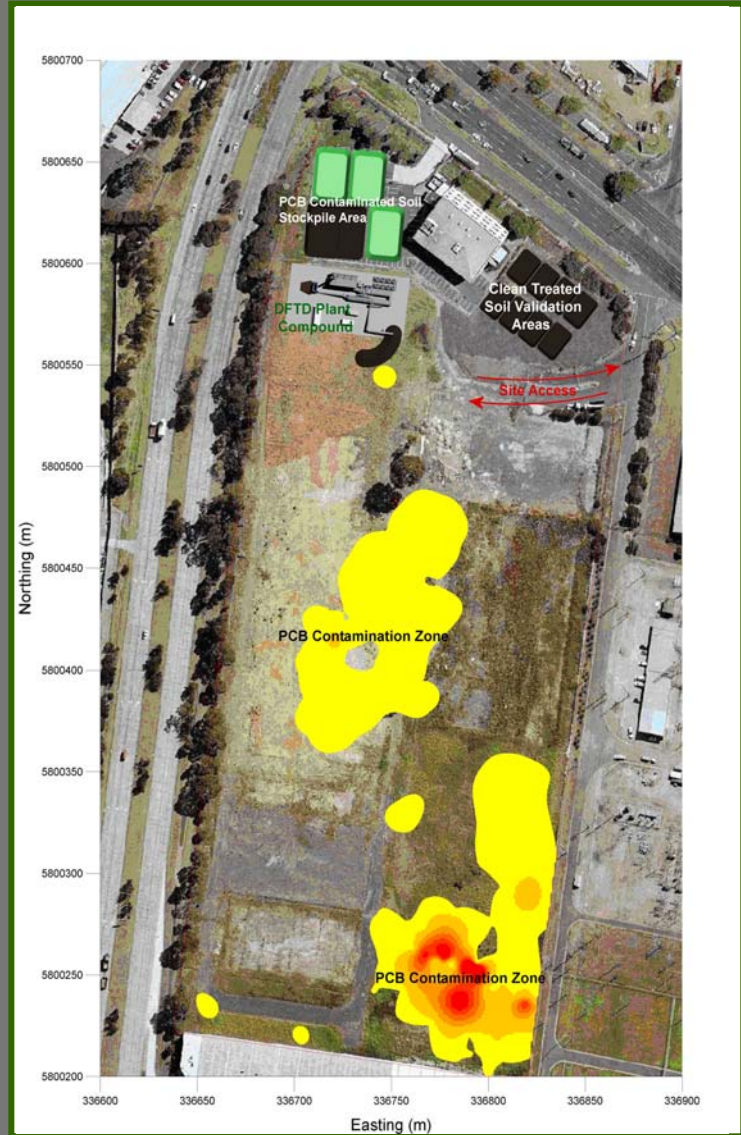 5800700
5800650
5800600
5800550
5800500
5800450
5800400
5800350
5800300
5800250
5800200
Northing (m)
PCB Contaminated Soil
Stockpile Area
DFTD Plant
Compound
Clean Treated
Soil Validation
Areas
Site Access
PCB Contamination Zone
PCB Contamination Zone
336600
336650
336700
336750
336800
336850
336900
Easting (m)